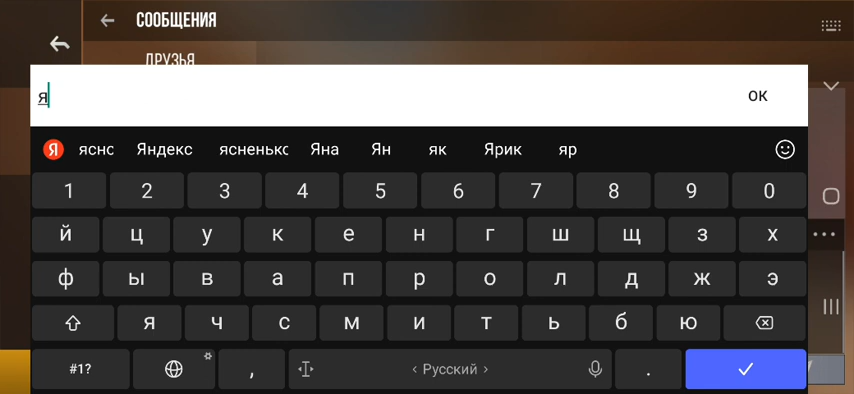 СООБЩЕНИЯ
ДРУЗЬЯ
я
ОК
Я яснс Яндекс ясненькс Яна Ян як Ярик яр
1 2 3 4 5 6 7 8 9 0
й ц у к е н г ш щ з х
ф ы в а п р о л д ж э
я ч с м и т ь б ю
#1? , < Русский > .